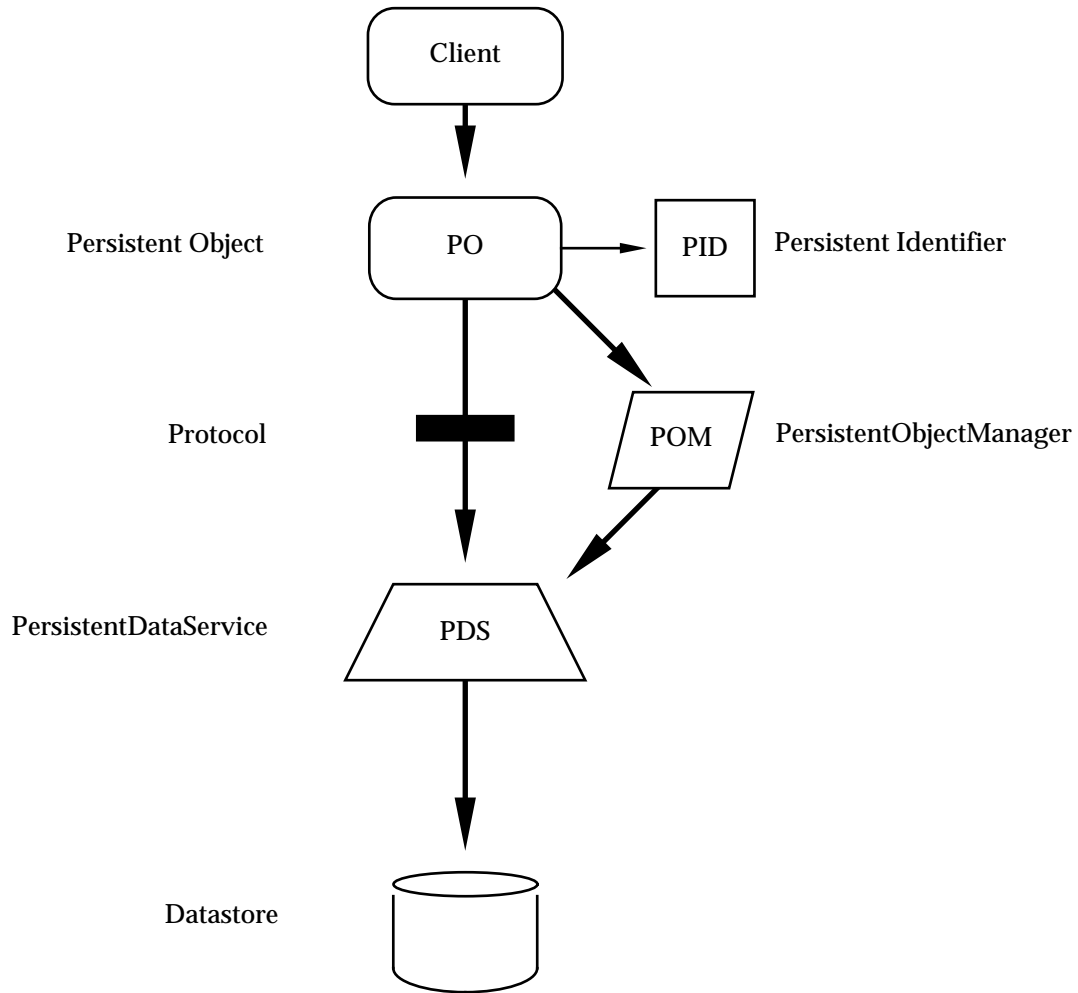 Client
Persistent Object
PO
PID
Persistent Identifier
Protocol
POM
PersistentObjectManager
PersistentDataService
PDS
Datastore